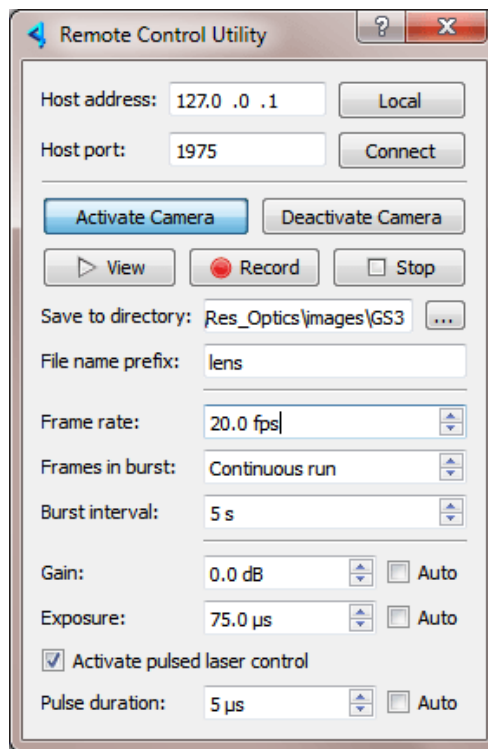 Remote Control Utility ? X
Host address: 127.0 .0 .1 Local
Host port: 1975 Connect
Activate Camera Deactivate Camera
View Record Stop
Save to directory: Res_Optics\images\GS3 ...
File name prefix: lens
Frame rate: 20.0 fps
Frames in burst: Continuous run
Burst interval: 5 s
Gain: 0.0 dB Auto
Exposure: 75.0 µs Auto
Activate pulsed laser control
Pulse duration: 5 µs Auto